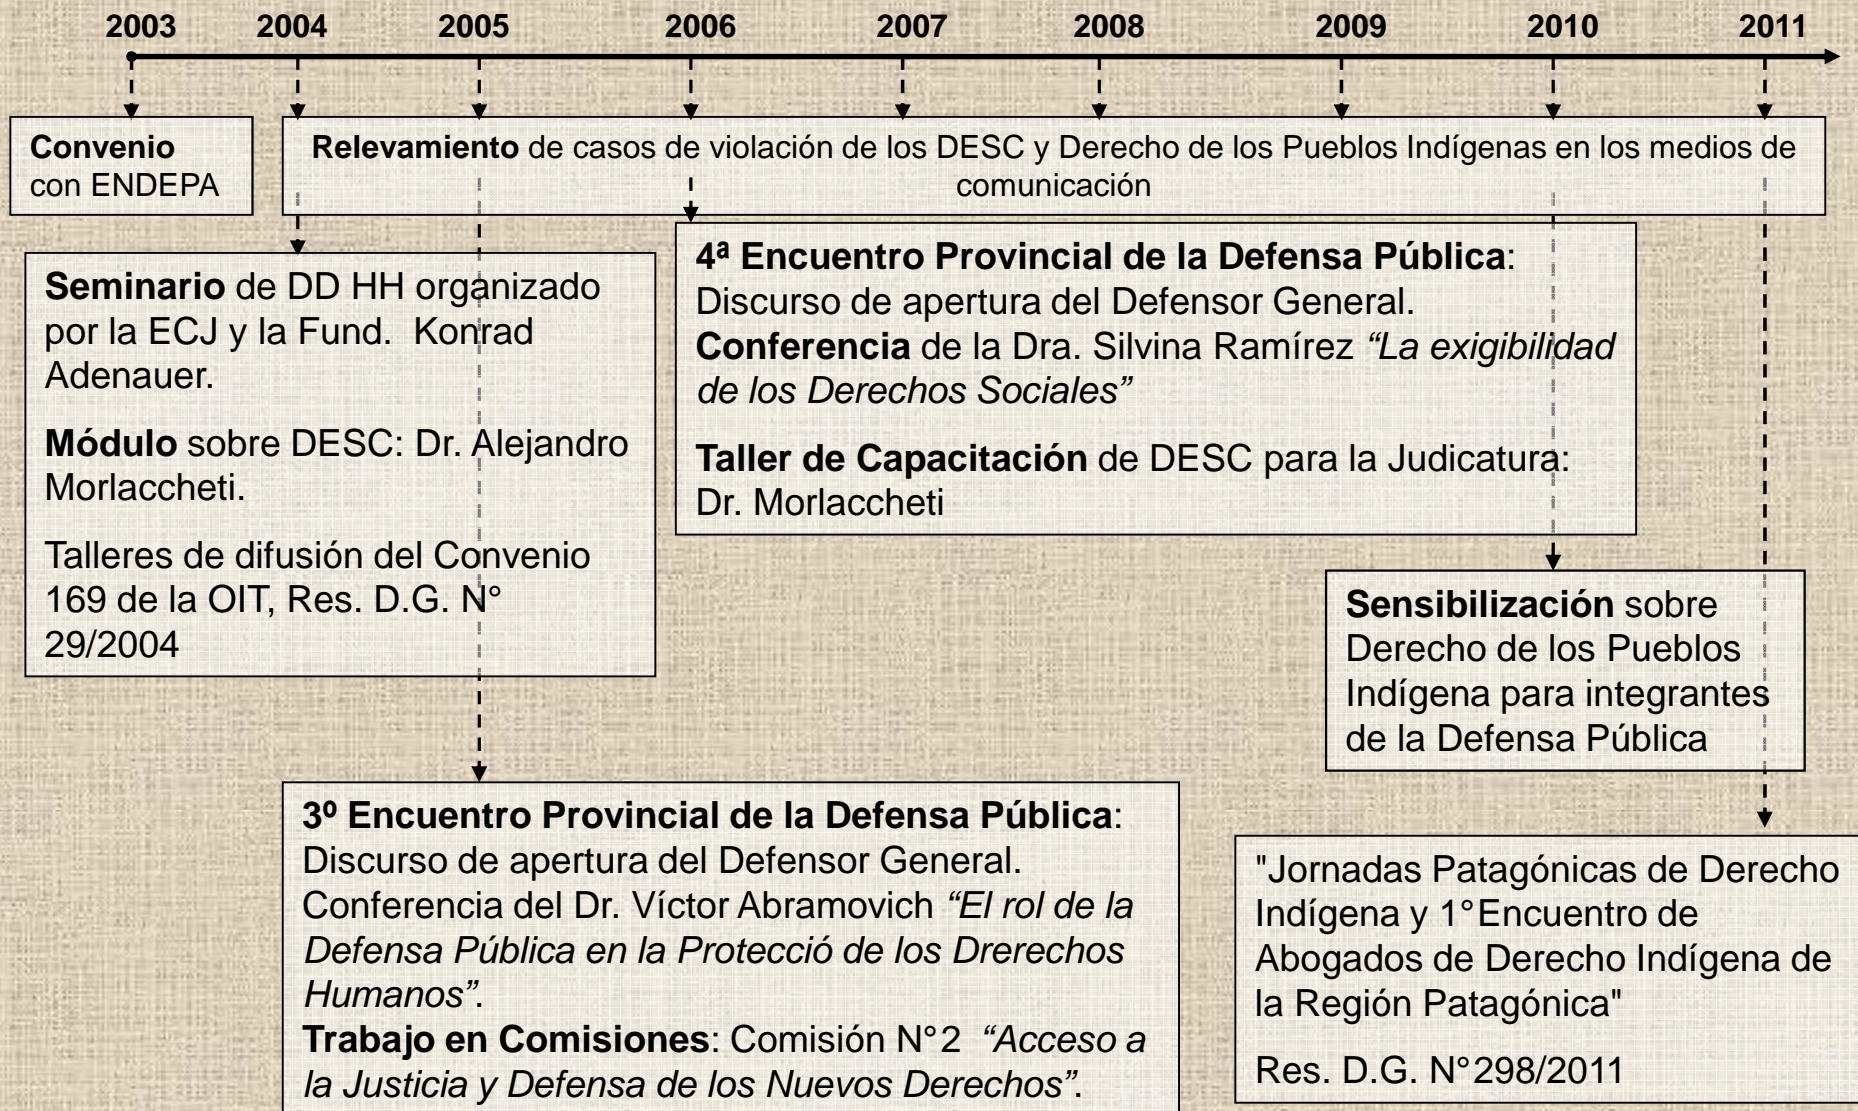 2003 2004 2005 2006 2007 2008 2009 2010 2011
Convenio
con ENDEPA
Relevamiento de casos de violación de los DESC y Derecho de los Pueblos Indígenas en los medios de
comunicación
Seminario de DD HH organizado
por la ECJ y la Fund. Konrad
Adenauer.
Módulo sobre DESC: Dr. Alejandro
Morlaccheti.
Talleres de difusión del Convenio
169 de la OIT, Res. D.G. N°
29/2004
4ª Encuentro Provincial de la Defensa Pública:
Discurso de apertura del Defensor General.
Conferencia de la Dra. Silvina Ramírez “La exigibilidad
de los Derechos Sociales”
Taller de Capacitación de DESC para la Judicatura:
Dr. Morlaccheti
Sensibilización sobre
Derecho de los Pueblos
Indígena para integrantes
de la Defensa Pública
3º Encuentro Provincial de la Defensa Pública:
Discurso de apertura del Defensor General.
Conferencia del Dr. Víctor Abramovich “El rol de la
Defensa Pública en la Protecció de los Drerechos
Humanos”.
Trabajo en Comisiones: Comisión N°2 “Acceso a
la Justicia y Defensa de los Nuevos Derechos”.
"Jornadas Patagónicas de Derecho
Indígena y 1°Encuentro de
Abogados de Derecho Indígena de
la Región Patagónica"
Res. D.G. N°298/2011